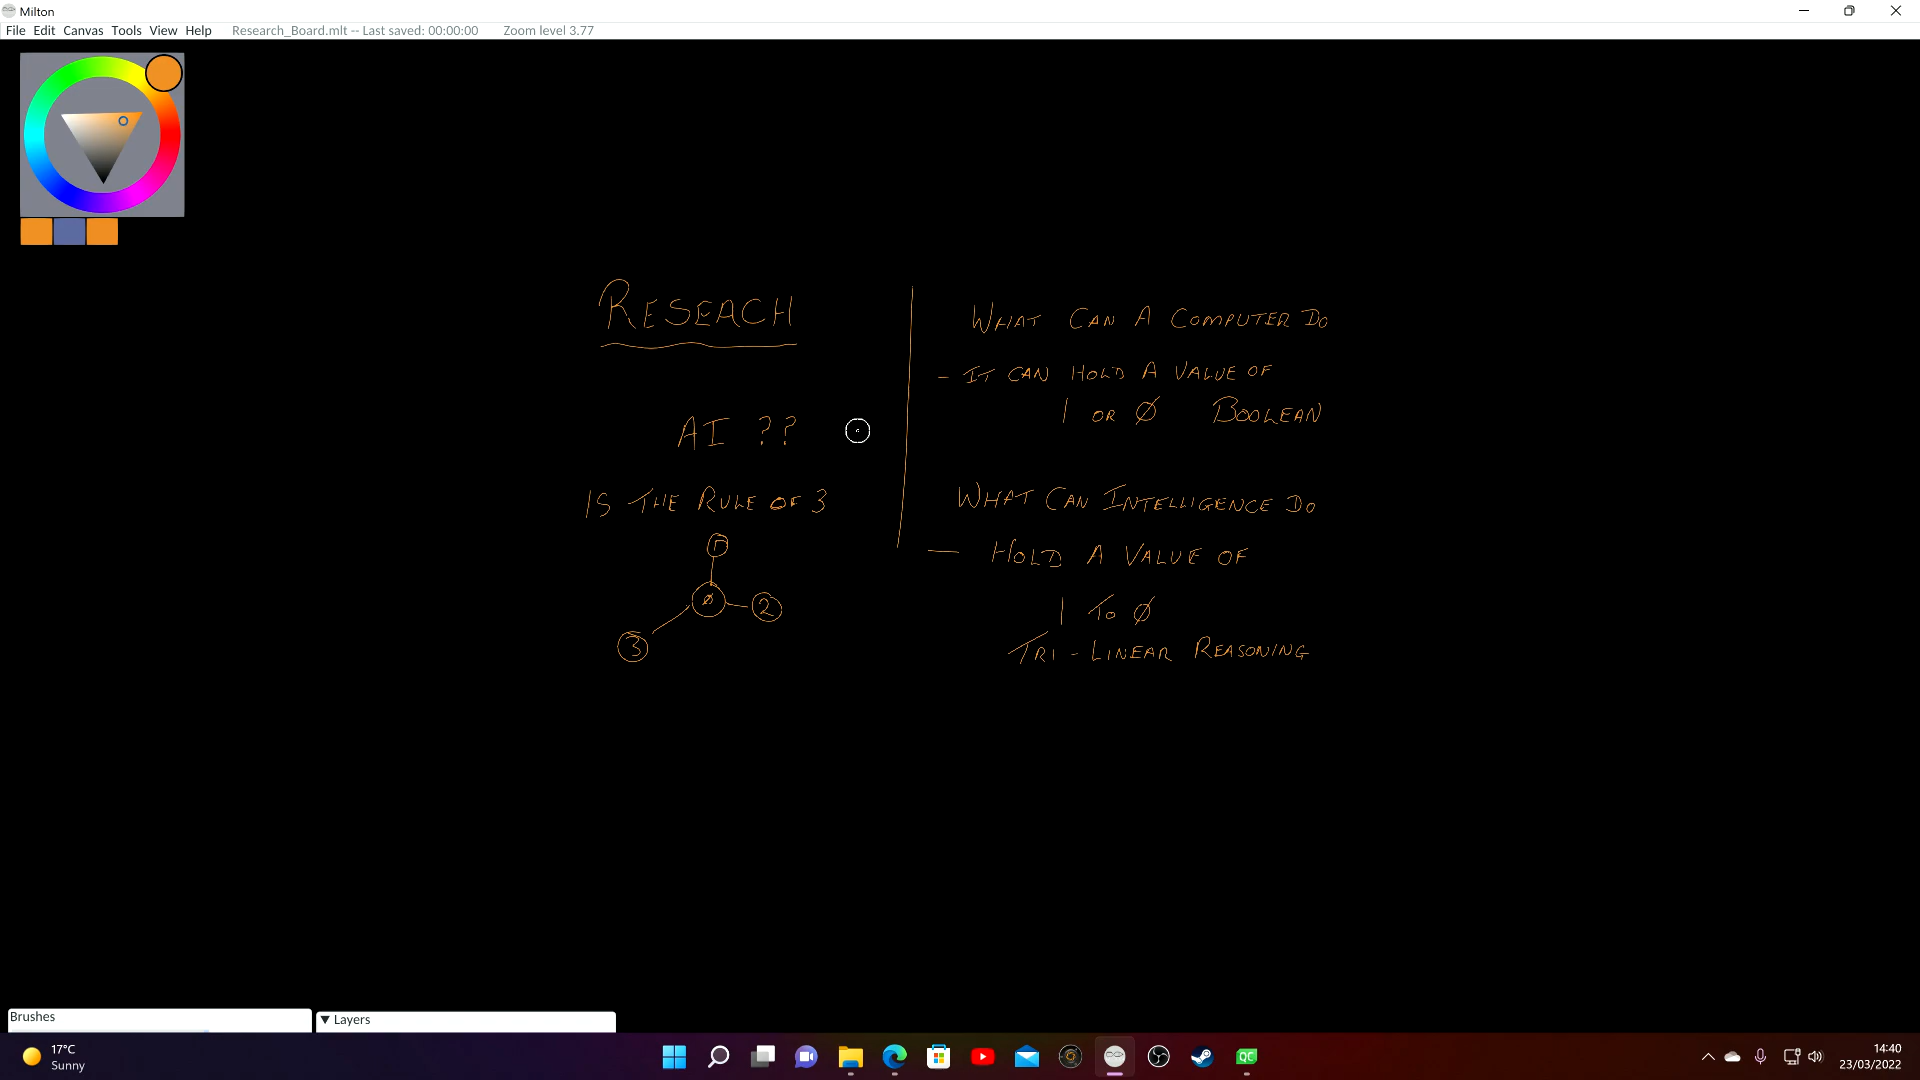 Milton
File Edit Canvas Tools View Help Research_Board.mlt -- Last saved: 00:00:00 Zoom level 3.77
RESEACH
AI ??
IS THE RULE OF 3
1
Ø
2
3
WHAT CAN A COMPUTER DO
- IT CAN HOLD A VALUE OF
1 OR Ø BOOLEAN
WHAT CAN INTELLIGENCE DO
— HOLD A VALUE OF
1 TO Ø
TRI - LINEAR REASONING
Brushes
▼ Layers
17°C
Sunny
QC
14:40
23/03/2022